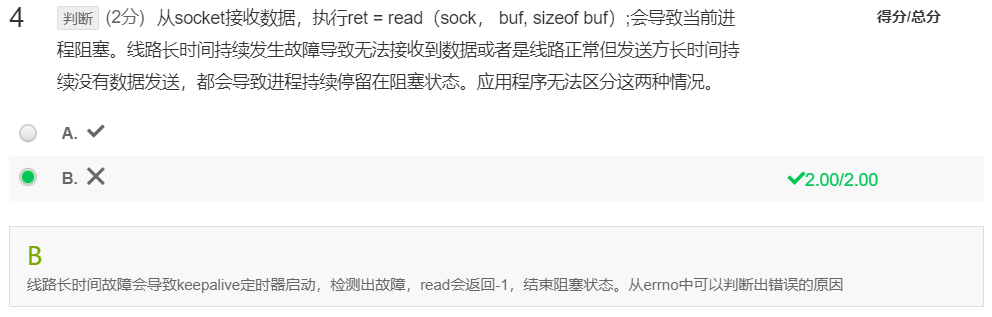 4 判断 (2分) 从socket接收数据，执行ret = read（sock， buf, sizeof buf）;会导致当前进 得分/总分
程阻塞。线路长时间持续发生故障导致无法接收到数据或者是线路正常但发送方长时间持
续没有数据发送，都会导致进程持续停留在阻塞状态。应用程序无法区分这两种情况。
A. ✓
B. ✕ ✓2.00/2.00
B
线路长时间故障会导致keepalive定时器启动，检测出故障，read会返回-1，结束阻塞状态。从errno中可以判断出错误的原因